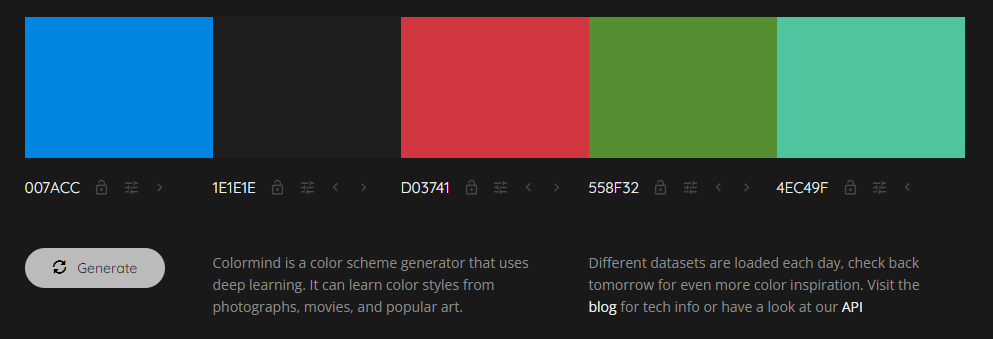 007ACC 1E1E1E D03741 558F32 4EC49F
Generate
Colormind is a color scheme generator that uses
deep learning. It can learn color styles from
photographs, movies, and popular art.
Different datasets are loaded each day, check back
tomorrow for even more color inspiration. Visit the
blog for tech info or have a look at our API